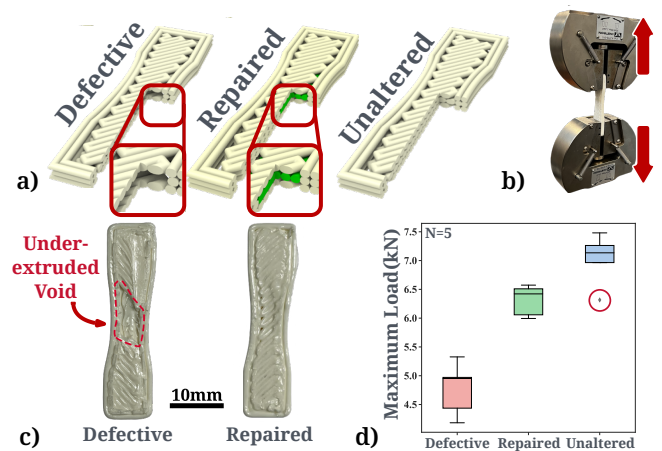 Defective
Repaired
Unaltered
a)
b)
Under-
extruded
Void
10mm
c)
Defective
Repaired
d)
N=5
Maximum Load(kN)
7.5
7.0
6.5
6.0
5.5
5.0
4.5
Defective
Repaired
Unaltered